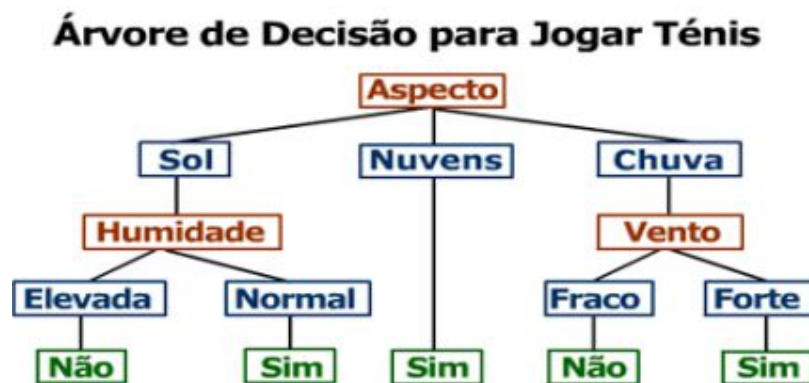 Árvore de Decisão para Jogar Ténis
Aspecto
Sol Nuvens Chuva
Humidade Vento
Elevada Normal Fraco Forte
Não Sim Sim Não Sim